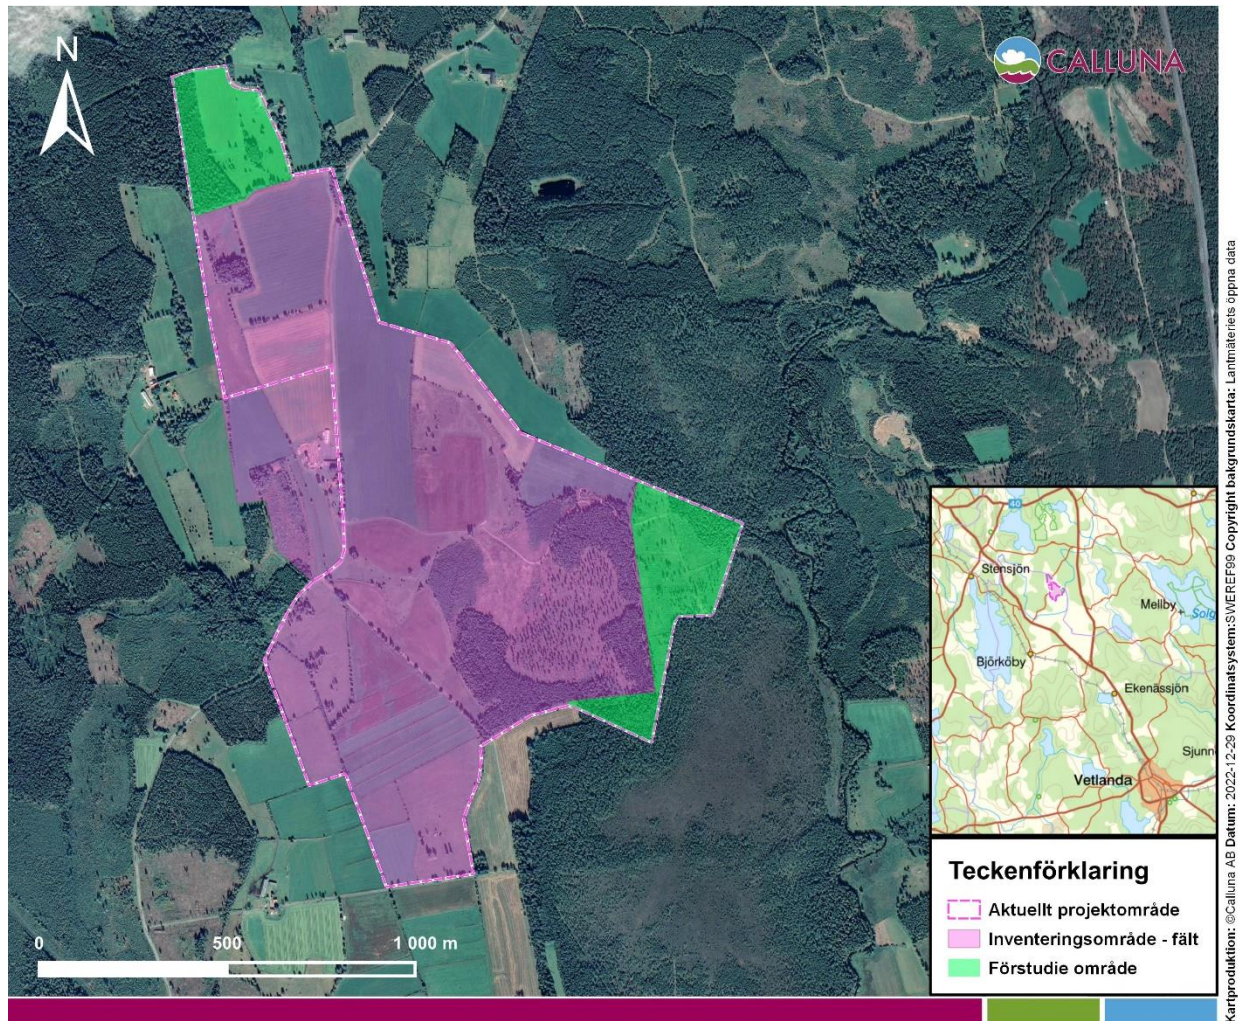 N
CALLUNA
0 500 1 000 m
40
Stensjön
Mellby
Solg
Björköby
Ekenässjön
Sjunn
Vetlanda
Teckenförklaring
Aktuellt projektområde
Inventeringsområde - fält
Förstudie område
Kartproduktion: ©Calluna AB Datum: 2022-12-29 Koordinatsystem:SWEREF99 Copyright bakgrundskarta: Lantmäteriets öppna data